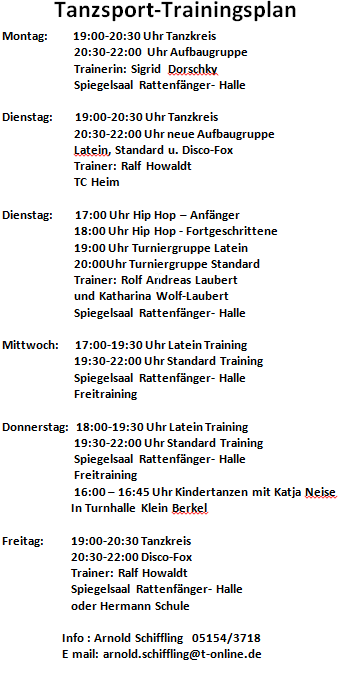 Tanzsport-Trainingsplan
Montag: 19:00-20:30 Uhr Tanzkreis
20:30-22:00 Uhr Aufbaugruppe
Trainerin: Sigrid Dorschky
Spiegelsaal Rattenfänger- Halle
Dienstag: 19:00-20:30 Uhr Tanzkreis
20:30-22:00 Uhr neue Aufbaugruppe
Latein, Standard u. Disco-Fox
Trainer: Ralf Howaldt
TC Heim
Dienstag: 17:00 Uhr Hip Hop – Anfänger
18:00 Uhr Hip Hop - Fortgeschrittene
19:00 Uhr Turniergruppe Latein
20:00Uhr Turniergruppe Standard
Trainer: Rolf Andreas Laubert
und Katharina Wolf-Laubert
Spiegelsaal Rattenfänger- Halle
Mittwoch: 17:00-19:30 Uhr Latein Training
19:30-22:00 Uhr Standard Training
Spiegelsaal Rattenfänger- Halle
Freitraining
Donnerstag: 18:00-19:30 Uhr Latein Training
19:30-22:00 Uhr Standard Training
Spiegelsaal Rattenfänger- Halle
Freitraining
16:00 – 16:45 Uhr Kindertanzen mit Katja Neise
In Turnhalle Klein Berkel
Freitag: 19:00-20:30 Tanzkreis
20:30-22:00 Disco-Fox
Trainer: Ralf Howaldt
Spiegelsaal Rattenfänger- Halle
oder Hermann Schule
Info : Arnold Schiffling 05154/3718
E mail: arnold.schiffling@t-online.de